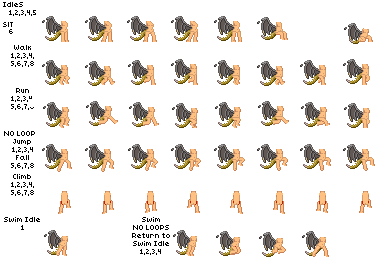 IdleS
1,2,3,4,5
SIT
6
Walk
1,2,3,4,
5,6,7,8
Run
1,2,3,4
5,6,7,
NO LOOP
Jump
1,2,3,4
Fall
5,6,7,8
Climb
1,2,3,4,
5,6,7,8
Swim Idle
1
Swim
NO LOOPS
Return to
Swim Idle
1,2,3,4